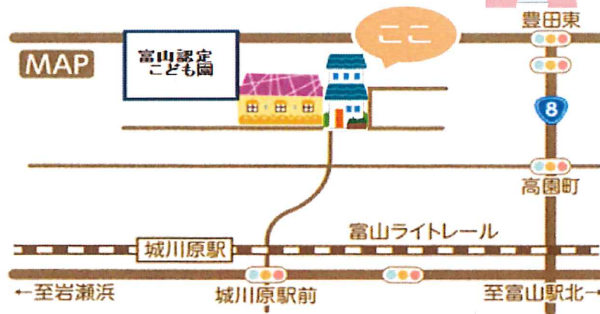 豊田東
ここ
MAP
富山認定
こども園
8
高園町
富山ライトレール
城川原駅
←至岩瀬浜
城川原駅前
至富山駅北→